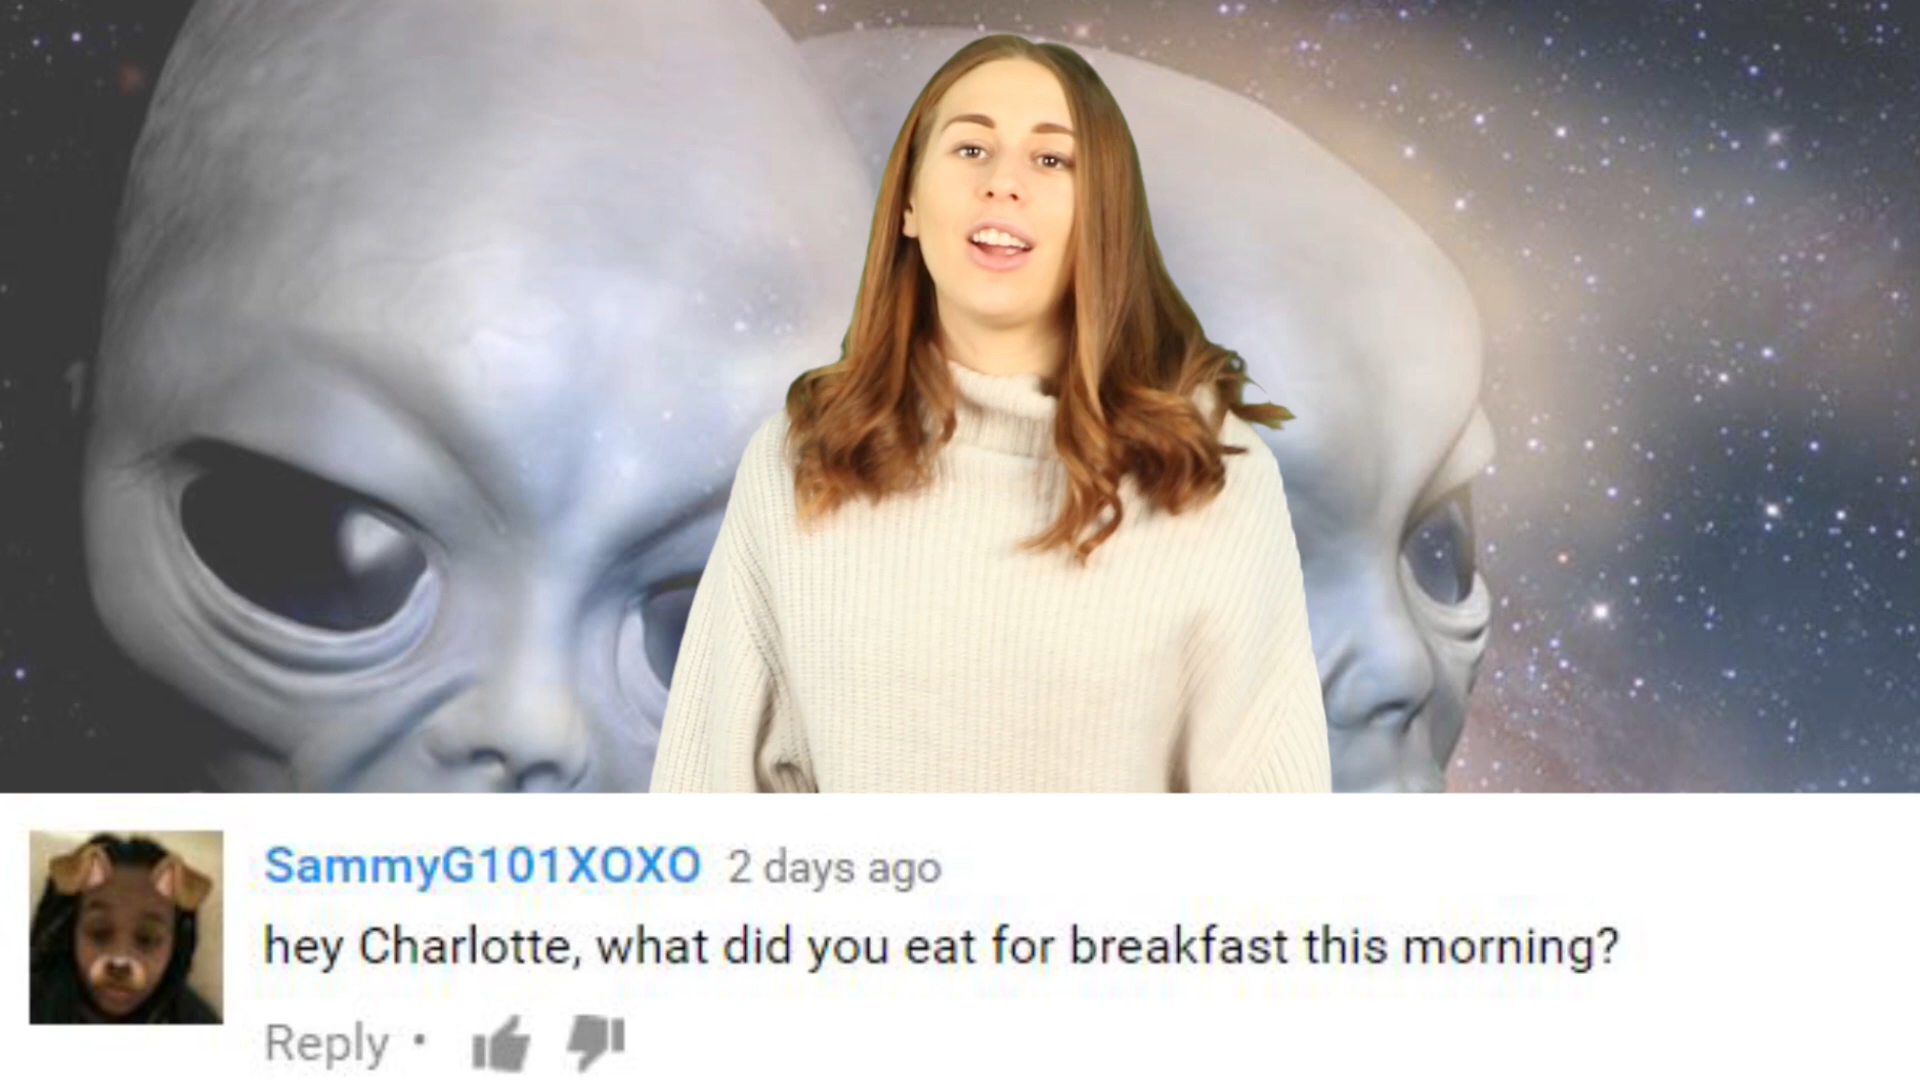 SammyG101XOXO 2 days ago
hey Charlotte, what did you eat for breakfast this morning?
Reply •